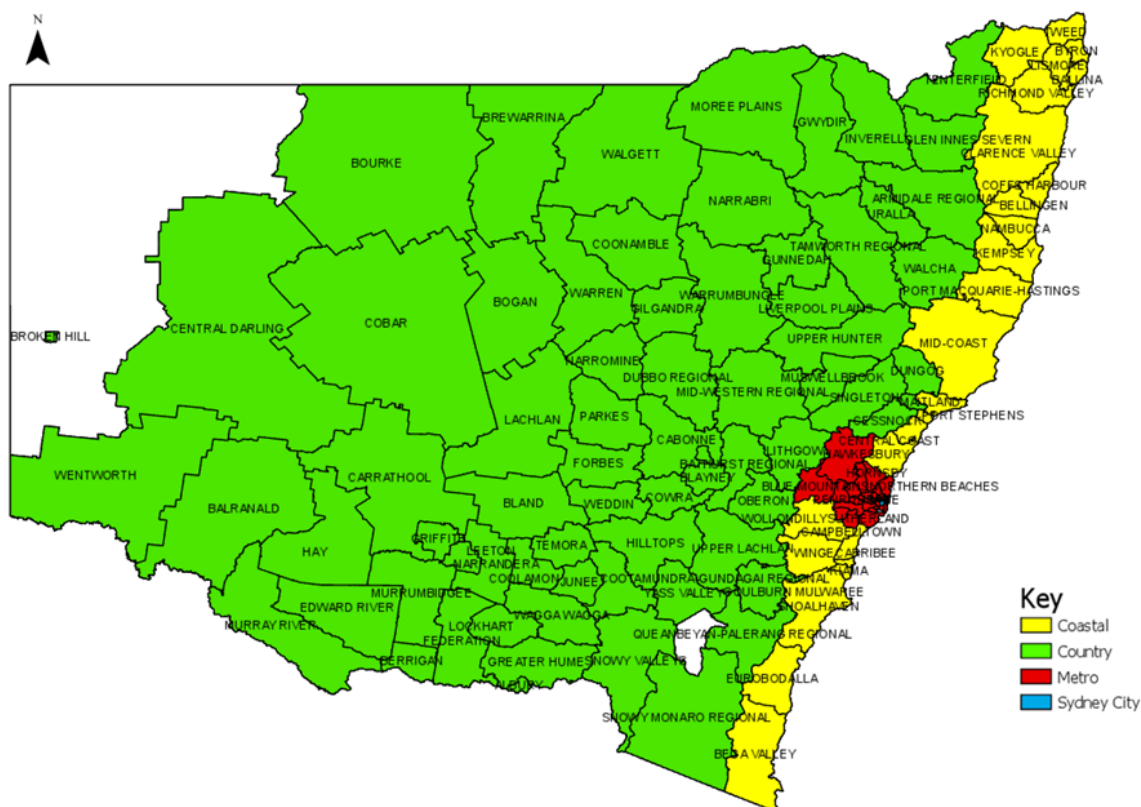 N
TWEED
KYOGLE
BYRON
LISMORE
BALLINA
TENTERFIELD
RICHMOND VALLEY
MOREE PLAINS
BREWARRINA
GWYDIR
INVERELL
GLEN INNES SEVERN
WALGETT
BOURKE
CLARENCE VALLEY
COFFS HARBOUR
NARRABRI
ARMIDALE REGIONAL
BELLINGEN
URALLA
NAMBUCCA
COONAMBLE
TAMWORTH REGIONAL
GUNNEDAH
KEMPSEY
WALCHA
PORT MACQUARIE-HASTINGS
WARREN
WARRUMBUNGLE
BOGAN
GILGANDRA
LIVERPOOL PLAINS
COBAR
CENTRAL DARLING
BROKEN HILL
UPPER HUNTER
MID-COAST
NARROMINE
DUNGOG
DUBBO REGIONAL
MUSWELLBROOK
MID-WESTERN REGIONAL
SINGLETON
MAITLAND
PARKES
PORT STEPHENS
LACHLAN
CESSNOCK
CABONNE
CENTRAL COAST
LITHGOW
HAWKESBURY
FORBES
BATHURST REGIONAL
WENTWORTH
CARRATHOOL
HORNSBY
BLAYNEY
BLUE MOUNTAINS
NORTHERN BEACHES
COWRA
OBERON
BLAND
WEDDIN
BALRANALD
WOLLONDILLY
SUTHERLAND
CAMPBELLTOWN
GRIFFITH
HILLTOPS
TEMORA
UPPER LACHLAN
HAY
LEETON
WINGECARRIBEE
NARRANDERA
KIAMA
COOLAMON
JUNEE
COOTAMUNDRA-GUNDAGAI REGIONAL
MURRUMBIDGEE
YASS VALLEY
GOULBURN MULWAREE
Key
EDWARD RIVER
SHOALHAVEN
WAGGA WAGGA
MURRAY RIVER
LOCKHART
Coastal
FEDERATION
QUEANBEYAN-PALERANG REGIONAL
Country
BERRIGAN
GREATER HUME
SNOWY VALLEYS
EUROBODALLA
Metro
ALBURY
Sydney City
SNOWY MONARO REGIONAL
BEGA VALLEY